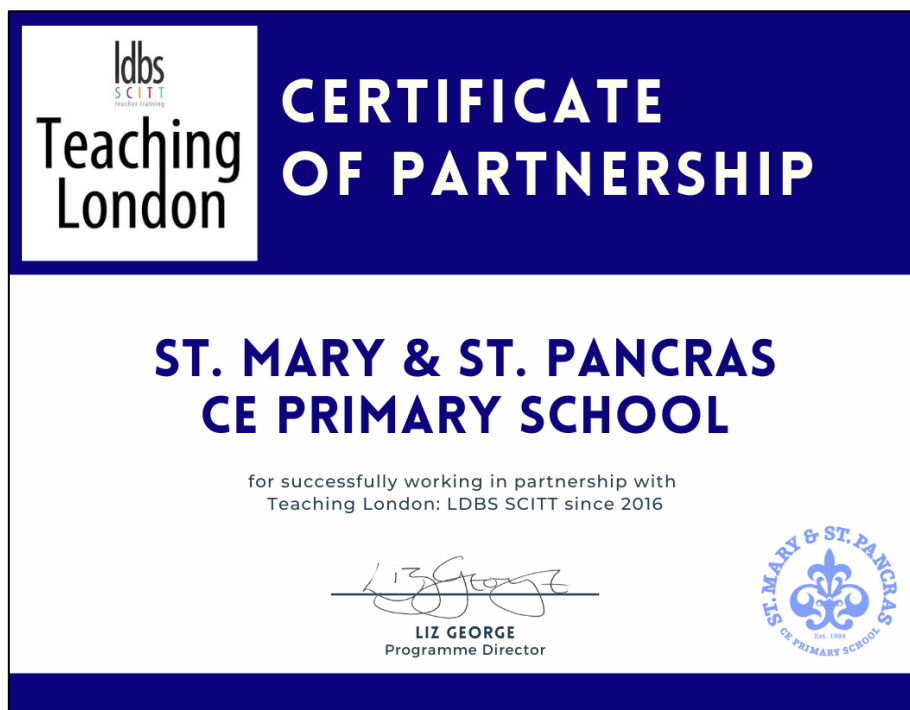 ldbs
SCITT
teacher training
Teaching
London
CERTIFICATE
OF PARTNERSHIP
ST. MARY & ST. PANCRAS
CE PRIMARY SCHOOL
for successfully working in partnership with
Teaching London: LDBS SCITT since 2016
Liz George
LIZ GEORGE
Programme Director
ST. MARY & ST. PANCRAS
Est. 1894
CE PRIMARY SCHOOL